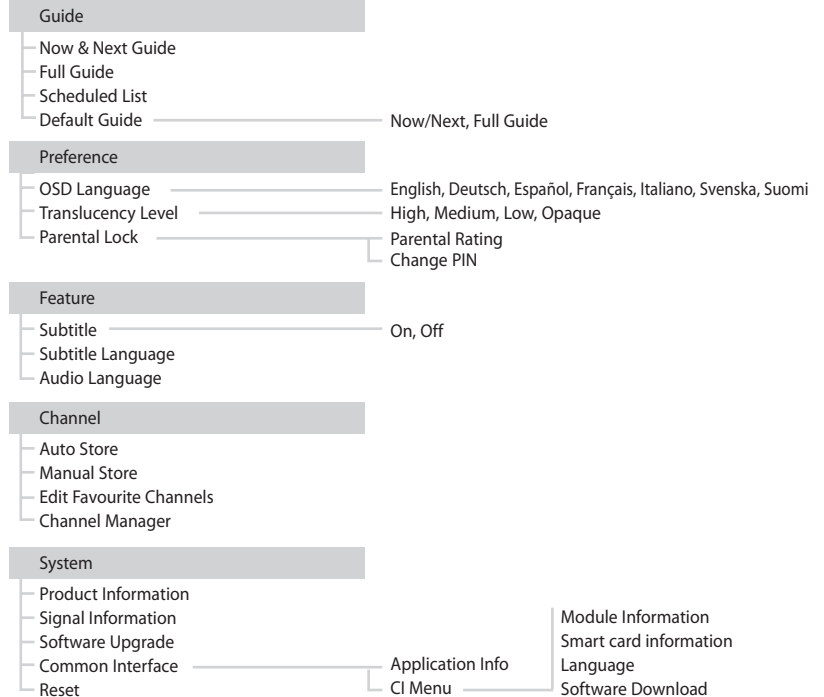 Guide
Now & Next Guide
Full Guide
Scheduled List
Default Guide Now/Next, Full Guide
Preference
OSD Language English, Deutsch, Español, Français, Italiano, Svenska, Suomi
Translucency Level High, Medium, Low, Opaque
Parental Lock Parental Rating
Change PIN
Feature
Subtitle On, Off
Subtitle Language
Audio Language
Channel
Auto Store
Manual Store
Edit Favourite Channels
Channel Manager
System
Product Information
Signal Information Module Information
Software Upgrade Smart card information
Common Interface Application Info Language
Reset CI Menu Software Download